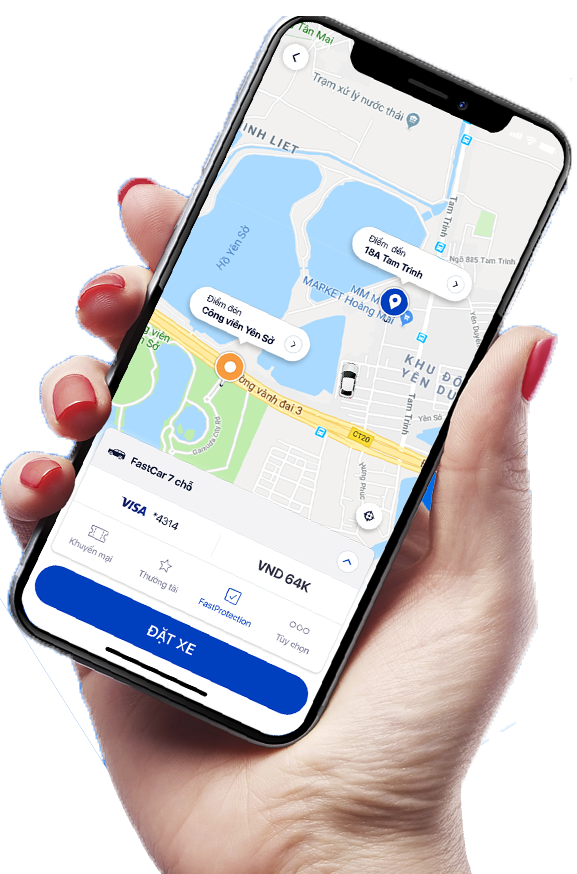 Tân Mai
Trạm xử lý nước thải
INH LIET
Tam Trinh
Ngõ 885 Tam Trinh
Hồ Yên Sở
Điểm đến
18A Tam Trinh
MM M
MARKET Hoàng Mai
Yên Duyên
Điểm đón
Công viên Yên Sở
g viên
n Sở
KHU ĐÔ
YÊN DU
Tam Trinh
Yên Sở
ờng vành đai 3
CT20
Gamuda City Rd
FastCar 7 chỗ
VISA *4314
VND 64K
Khuyến mại
Thương tài
FastProtection
Tùy chọn
ĐẶT XE